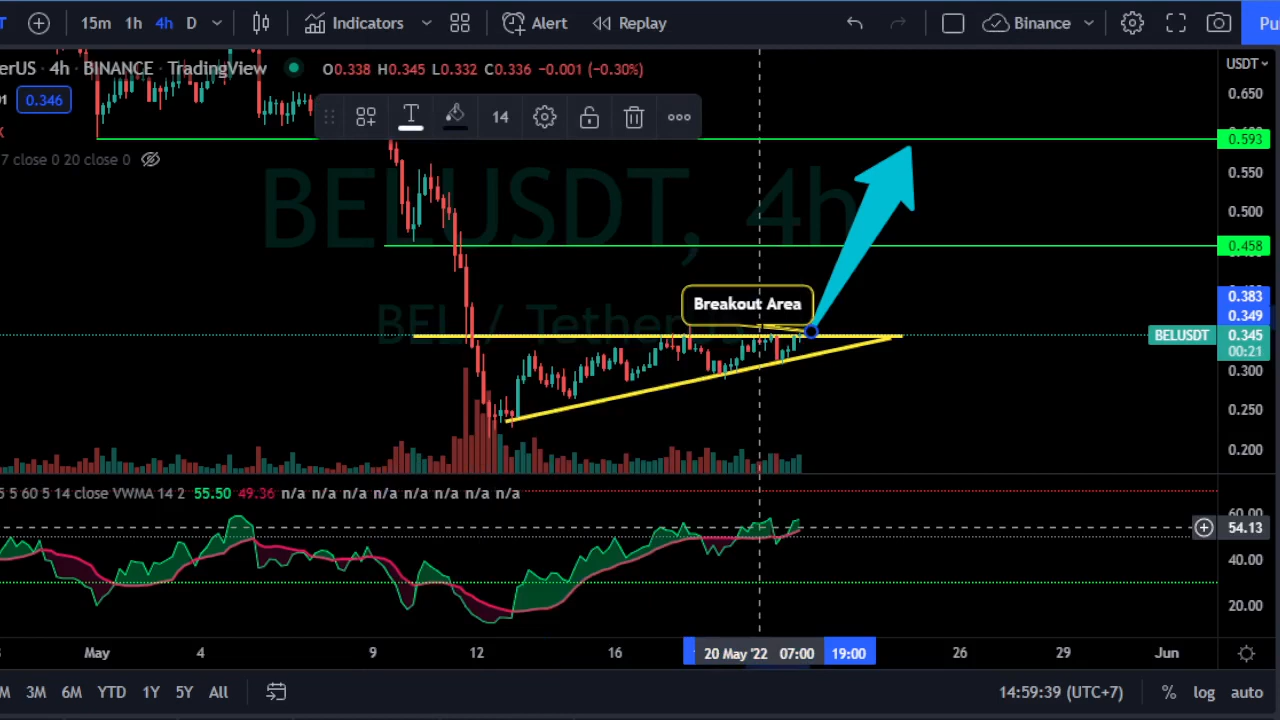 T 15m 1h 4h D Indicators Alert Replay Binance Pu
erUS · 4h · BINANCE · TradingView O0.338 H0.345 L0.332 C0.336 −0.001 (−0.30%)
USDT
01 0.346
14
0.650
0.593
7 close 0 20 close 0
0.550
BELUSDT, 4h
0.500
0.458
0.383
Breakout Area
0.349
BEL / Tether
BELUSDT 0.345
00:21
0.300
0.250
0.200
5 5 60 5 14 close VWMA 14 2 55.50 49.36 n/a n/a n/a n/a n/a n/a n/a n/a
60.00
54.13
40.00
20.00
May 4 9 12 16 20 May '22 07:00 19:00 26 29 Jun
M 3M 6M YTD 1Y 5Y All 14:59:39 (UTC+7) % log auto